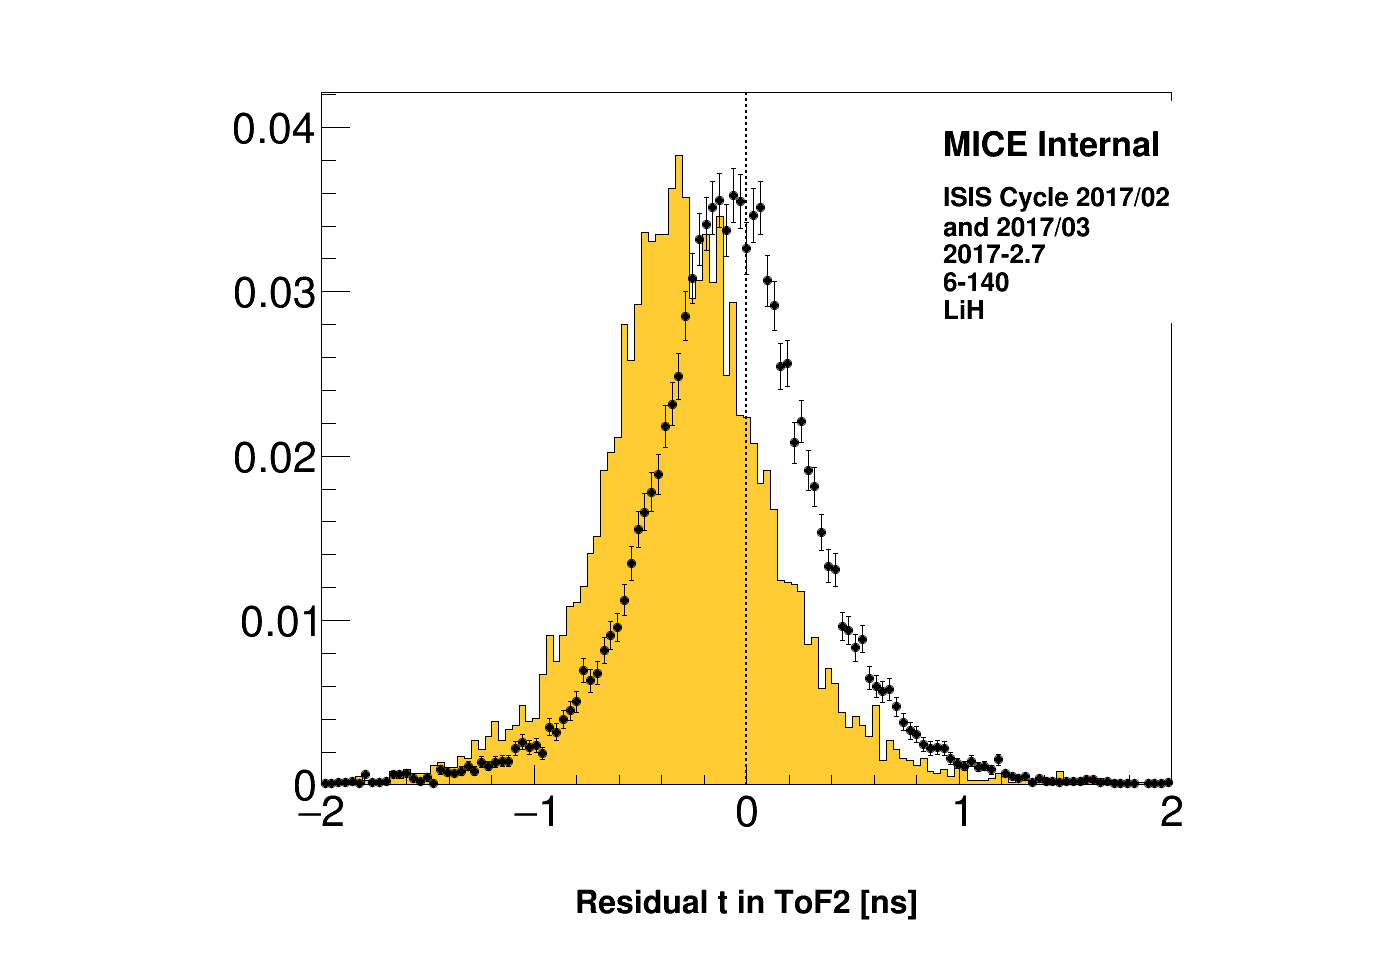 0.04
0.03
0.02
0.01
0
−2
−1
0
1
2
MICE Internal
ISIS Cycle 2017/02
and 2017/03
2017-2.7
6-140
LiH
Residual t in ToF2 [ns]